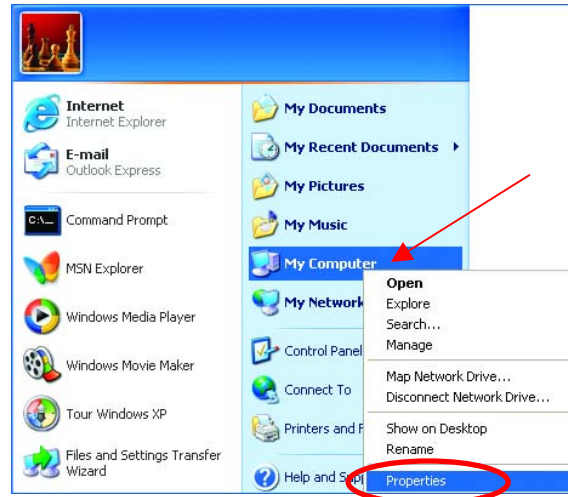 Internet
Internet Explorer
E-mail
Outlook Express
C:\_
Command Prompt
MSN Explorer
Windows Media Player
Windows Movie Maker
Tour Windows XP
Files and Settings Transfer
Wizard
My Documents
My Recent Documents
My Pictures
My Music
My Computer
My Network
Control Panel
Connect To
Printers and F
Help and Sup
Open
Explore
Search...
Manage
Map Network Drive...
Disconnect Network Drive...
Show on Desktop
Rename
Properties